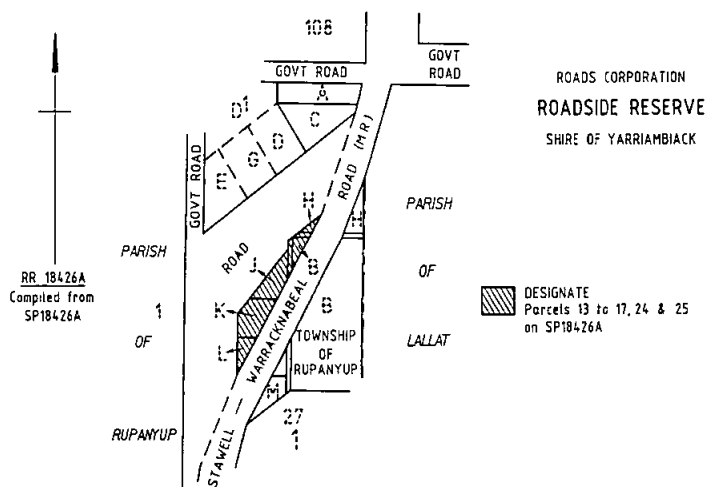 108
GOVT ROAD
GOVT
ROAD
ROADS CORPORATION
ROADSIDE RESERVE
SHIRE OF YARRIAMBIACK
A
C
D1
D
G
E
GOVT ROAD
ROAD (M.R.)
H
PARISH
PARISH
ROAD
J
B
RR 18426A
Compiled from
SP18426A
1
OF
K
B
OF
DESIGNATE
Parcels 13 to 17, 24 & 25
on SP18426A
L
WARRACKNABEAL
TOWNSHIP
OF
RUPANYUP
LALLAT
M
27
1
RUPANYUP
STAWELL